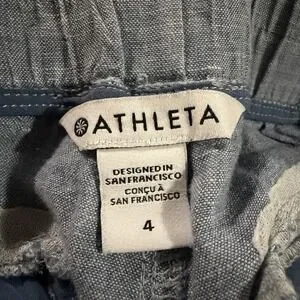 ATHLETA
DESIGNED IN
SAN FRANCISCO
CONÇU À
SAN FRANCISCO
4